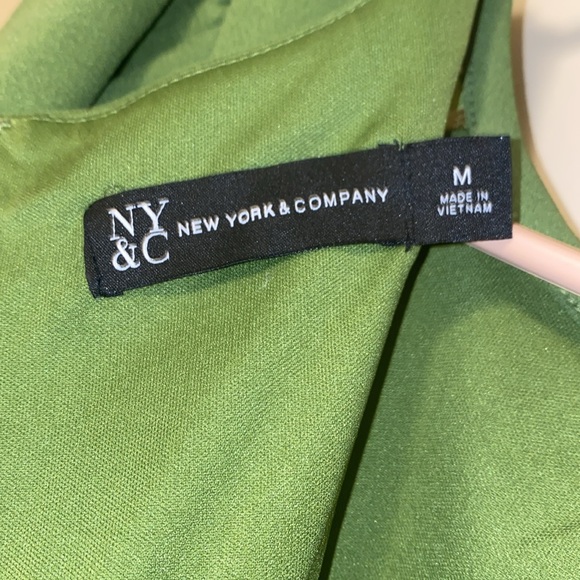 NY
&C
NEW YORK & COMPANY
M
MADE IN
VIETNAM